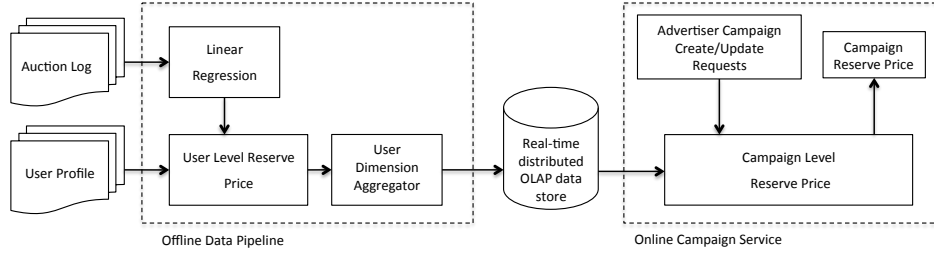 Auction Log
User Profile
Linear
Regression
User Level Reserve
Price
User
Dimension
Aggregator
Offline Data Pipeline
Real-time
distributed
OLAP data
store
Advertiser Campaign
Create/Update
Requests
Campaign
Reserve Price
Campaign Level
Reserve Price
Online Campaign Service